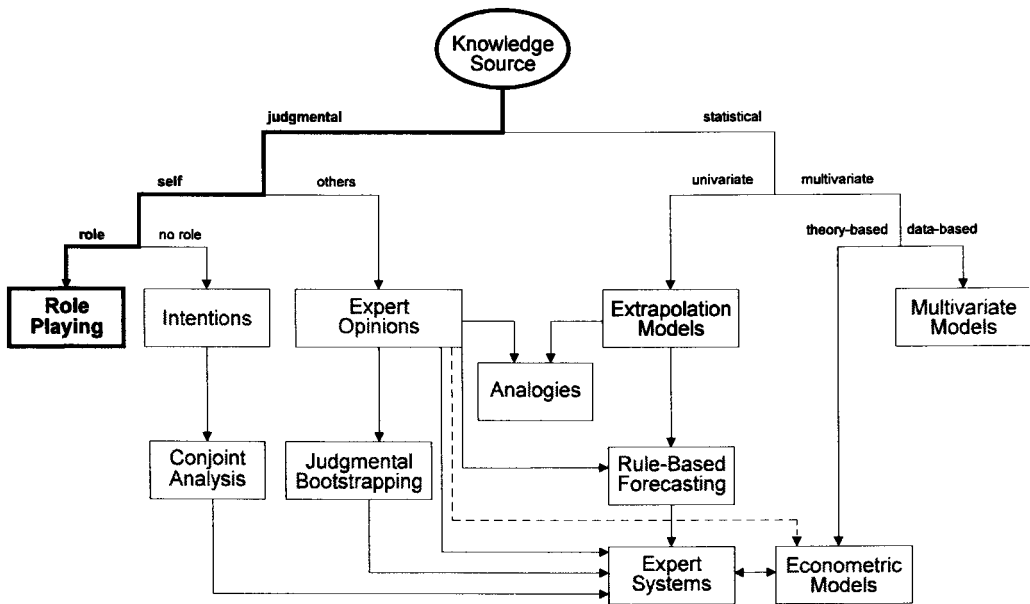 Knowledge
Source
judgmental
statistical
self
others
univariate
multivariate
role
no role
theory-based
data-based
Role
Playing
Intentions
Expert
Opinions
Extrapolation
Models
Multivariate
Models
Analogies
Conjoint
Analysis
Judgmental
Bootstrapping
Rule-Based
Forecasting
Expert
Systems
Econometric
Models